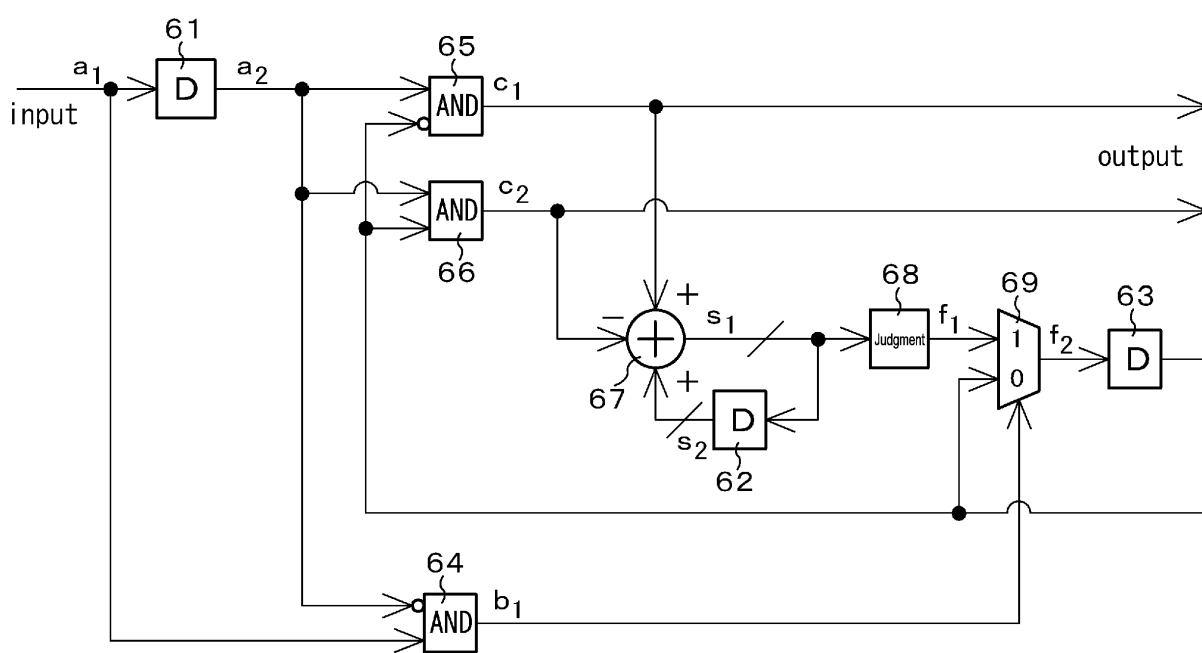 61
65
a1
D
a2
AND
c1
input
output
AND
c2
66
68
69
63
+
−
s1
Judgment
f1
1
f2
D
+
0
67
+
D
s2
62
64
AND
b1